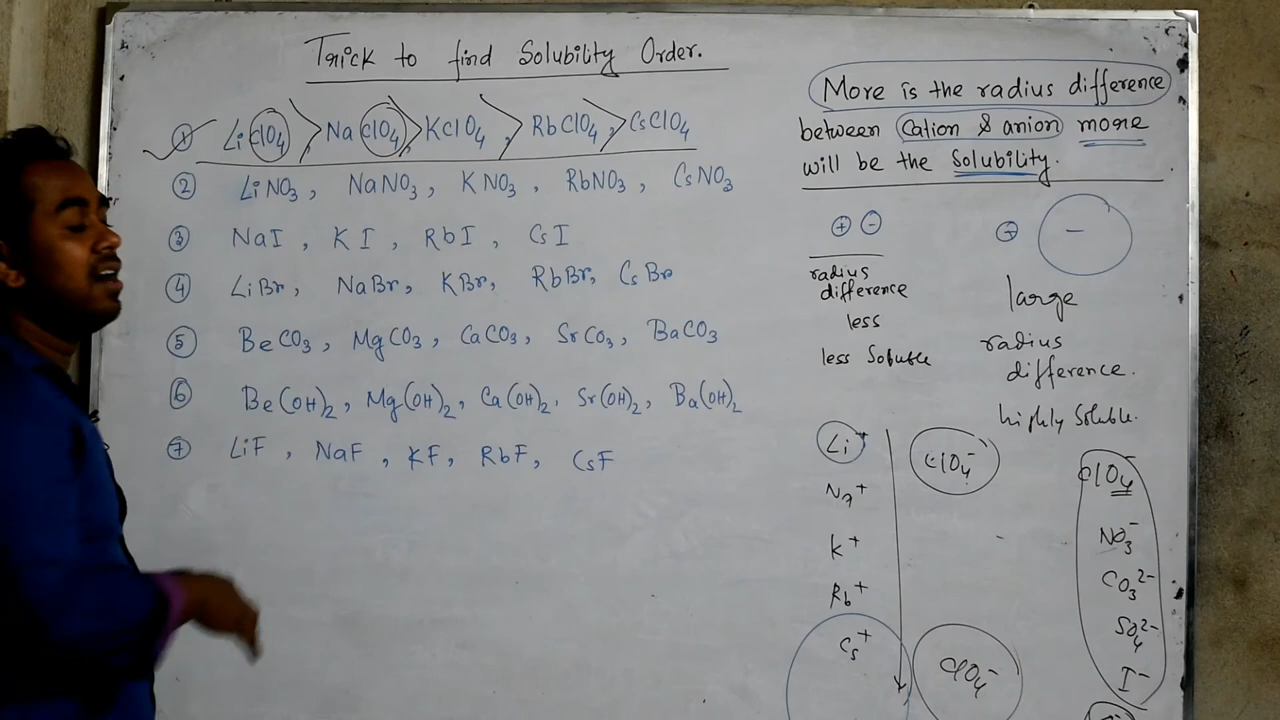 Trick to find Solubility Order.
① LiClO4 > NaClO4 > KClO4 > RbClO4 > CsClO4
② LiNO3 , NaNO3 , KNO3 , RbNO3 , CsNO3
③ NaI , KI , RbI , CsI
④ LiBr, NaBr, KBr, RbBr, CsBr
⑤ BeCO3 , MgCO3 , CaCO3 , SrCO3 , BaCO3
⑥ Be(OH)2 , Mg(OH)2 , Ca(OH)2 , Sr(OH)2 , Ba(OH)2
⑦ LiF , NaF , KF , RbF , CsF
More is the radius difference
between Cation & anion more
will be the Solubility.
⊕ ⊖
radius
difference
less
less Soluble
⊕ −
large
radius
difference.
highly Soluble.
Li+
Na+
K+
Rb+
Cs+
ClO4−
ClO4−
ClO4−
NO3−
CO3 2−
SO4 2−
I−